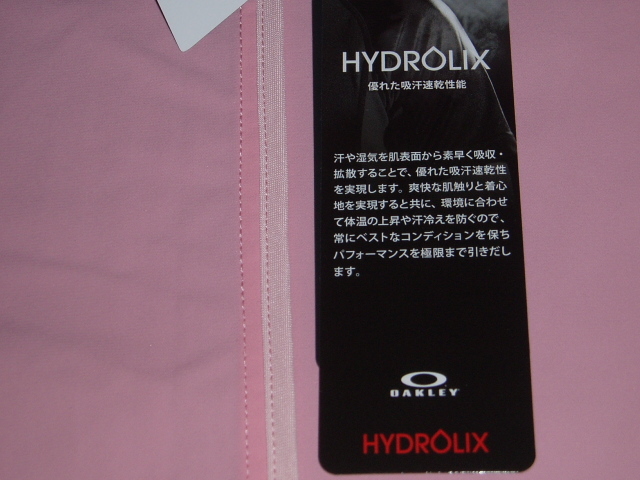 HYDROLIX
優れた吸汗速乾性能
汗や湿気を肌表面から素早く吸収・
拡散することで、優れた吸汗速乾性
を実現します。爽快な肌触りと着心
地を実現すると共に、環境に合わせ
て体温の上昇や汗冷えを防ぐので、
常にベストなコンディションを保ち
パフォーマンスを極限まで引きだし
ます。
OAKLEY
HYDROLIX